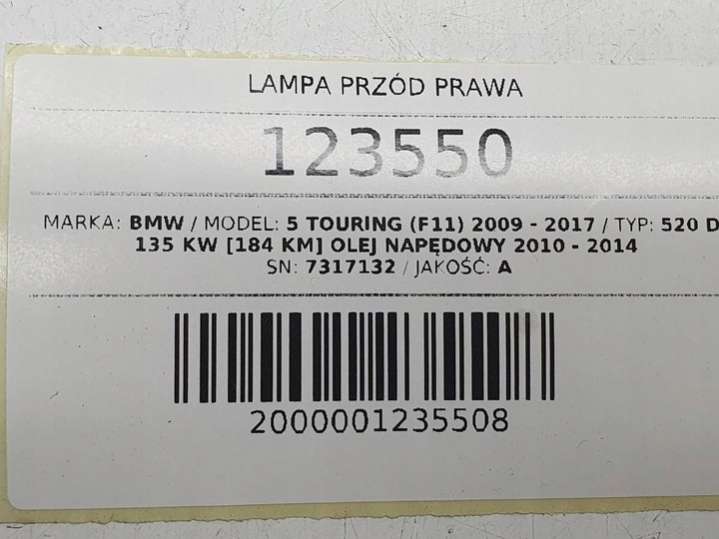 LAMPA PRZÓD PRAWA
123550
MARKA: BMW / MODEL: 5 TOURING (F11) 2009 - 2017 / TYP: 520 D
135 KW [184 KM] OLEJ NAPĘDOWY 2010 - 2014
SN: 7317132 / JAKOŚĆ: A
2000001235508